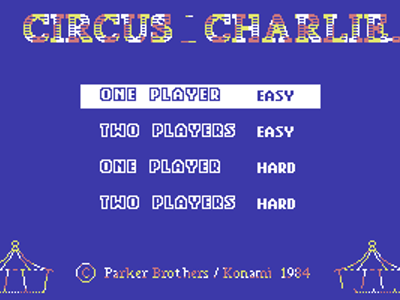 CIRCUS CHARLIE
ONE PLAYER EASY
TWO PLAYERS EASY
ONE PLAYER HARD
TWO PLAYERS HARD
© Parker Brothers / Konami 1984